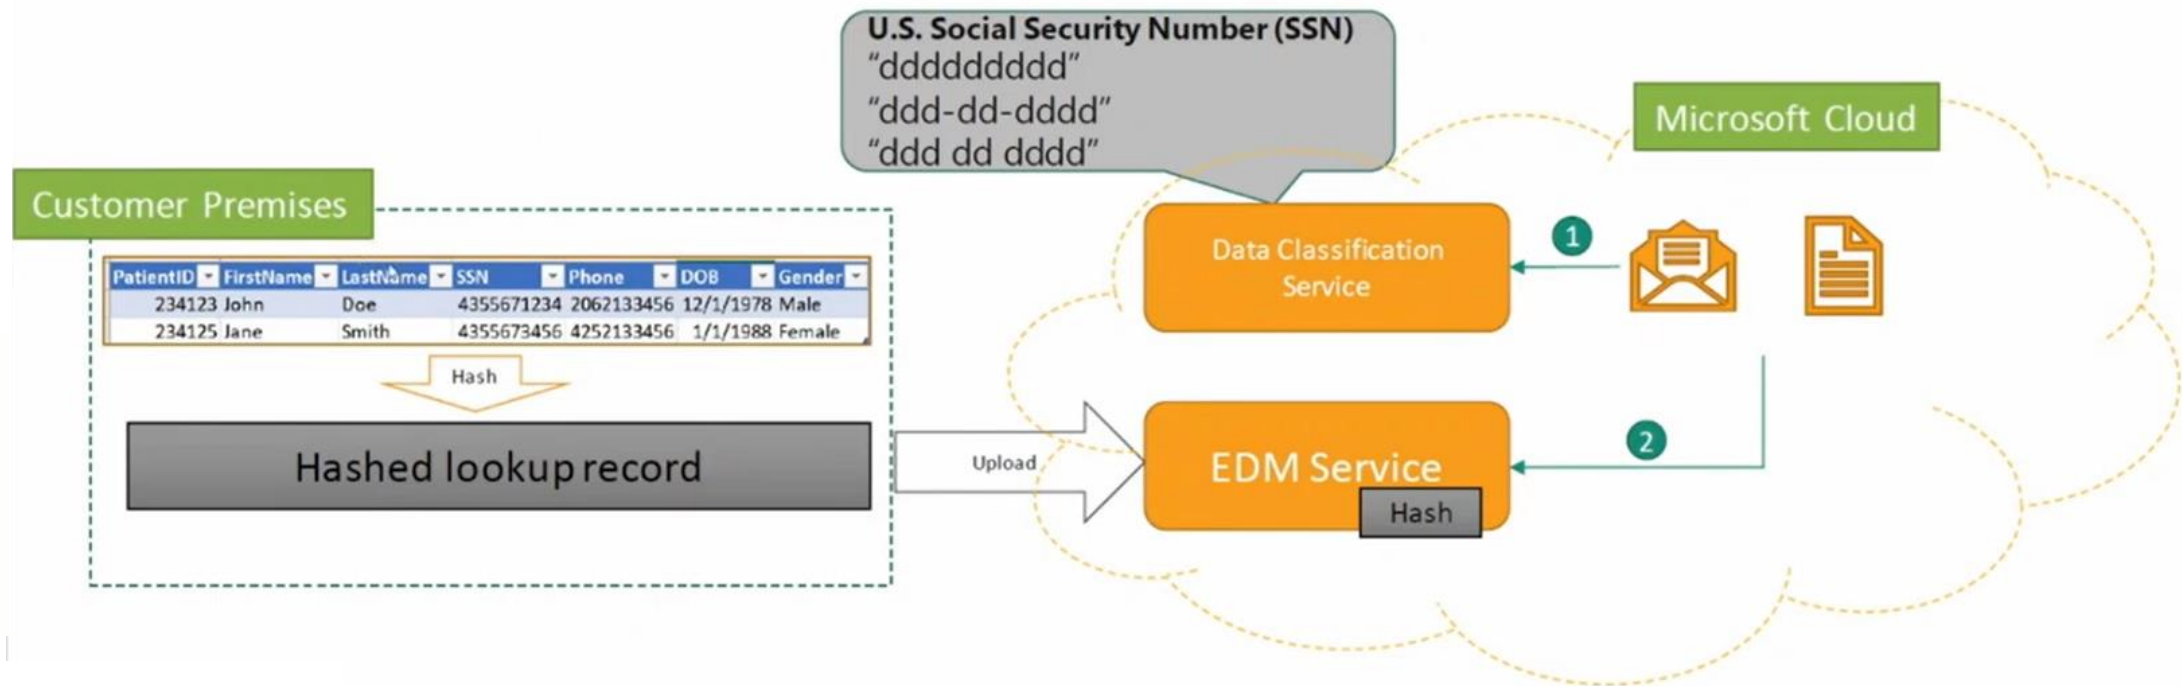 U.S. Social Security Number (SSN)
“ddddddddd”
“ddd-dd-dddd”
“ddd dd dddd”
Microsoft Cloud
Customer Premises
PatientID FirstName LastName SSN Phone DOB Gender
234123 John Doe 4355671234 2062133456 12/1/1978 Male
234125 Jane Smith 4355673456 4252133456 1/1/1988 Female
Hash
Hashed lookup record
Upload
Data Classification
Service
1
EDM Service
Hash
2